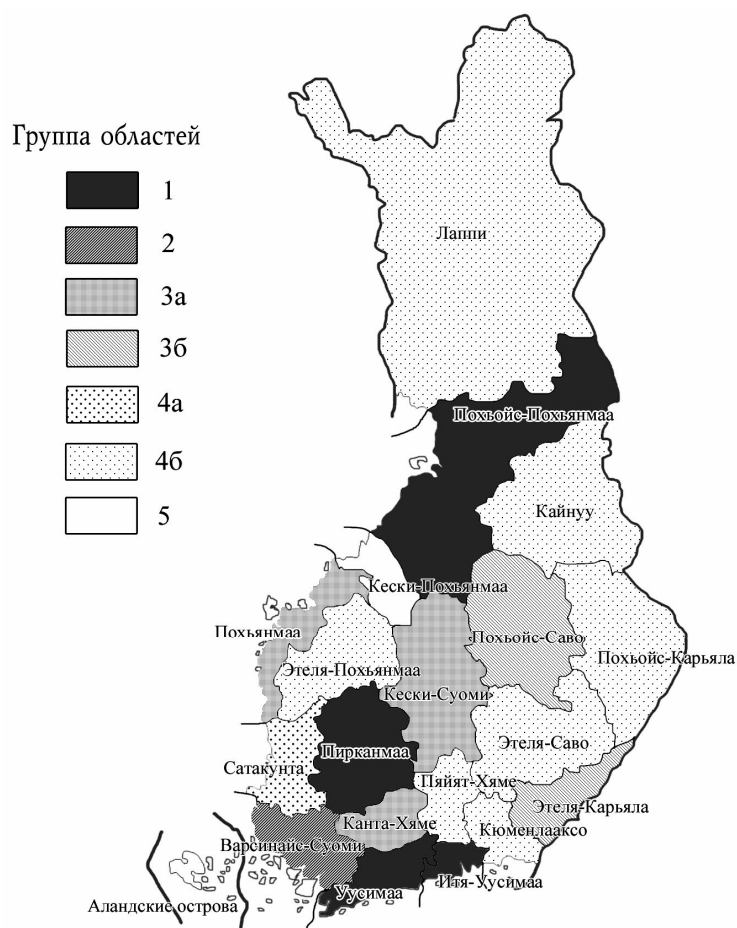 Группа областей
1
2
3а
3б
4а
4б
5
Лаппи
Похьойс-Похьянмаа
Кайнуу
Кески-Похьянмаа
Похьянмаа
Похьойс-Саво
Похьойс-Карьяла
Этеля-Похьянмаа
Кески-Суоми
Этеля-Саво
Пирканмаа
Сатакунта
Пяйят-Хяме
Этеля-Карьяла
Канта-Хяме
Кюменлааксо
Варсинайс-Суоми
Итя-Уусимаа
Уусимаа
Аландские острова